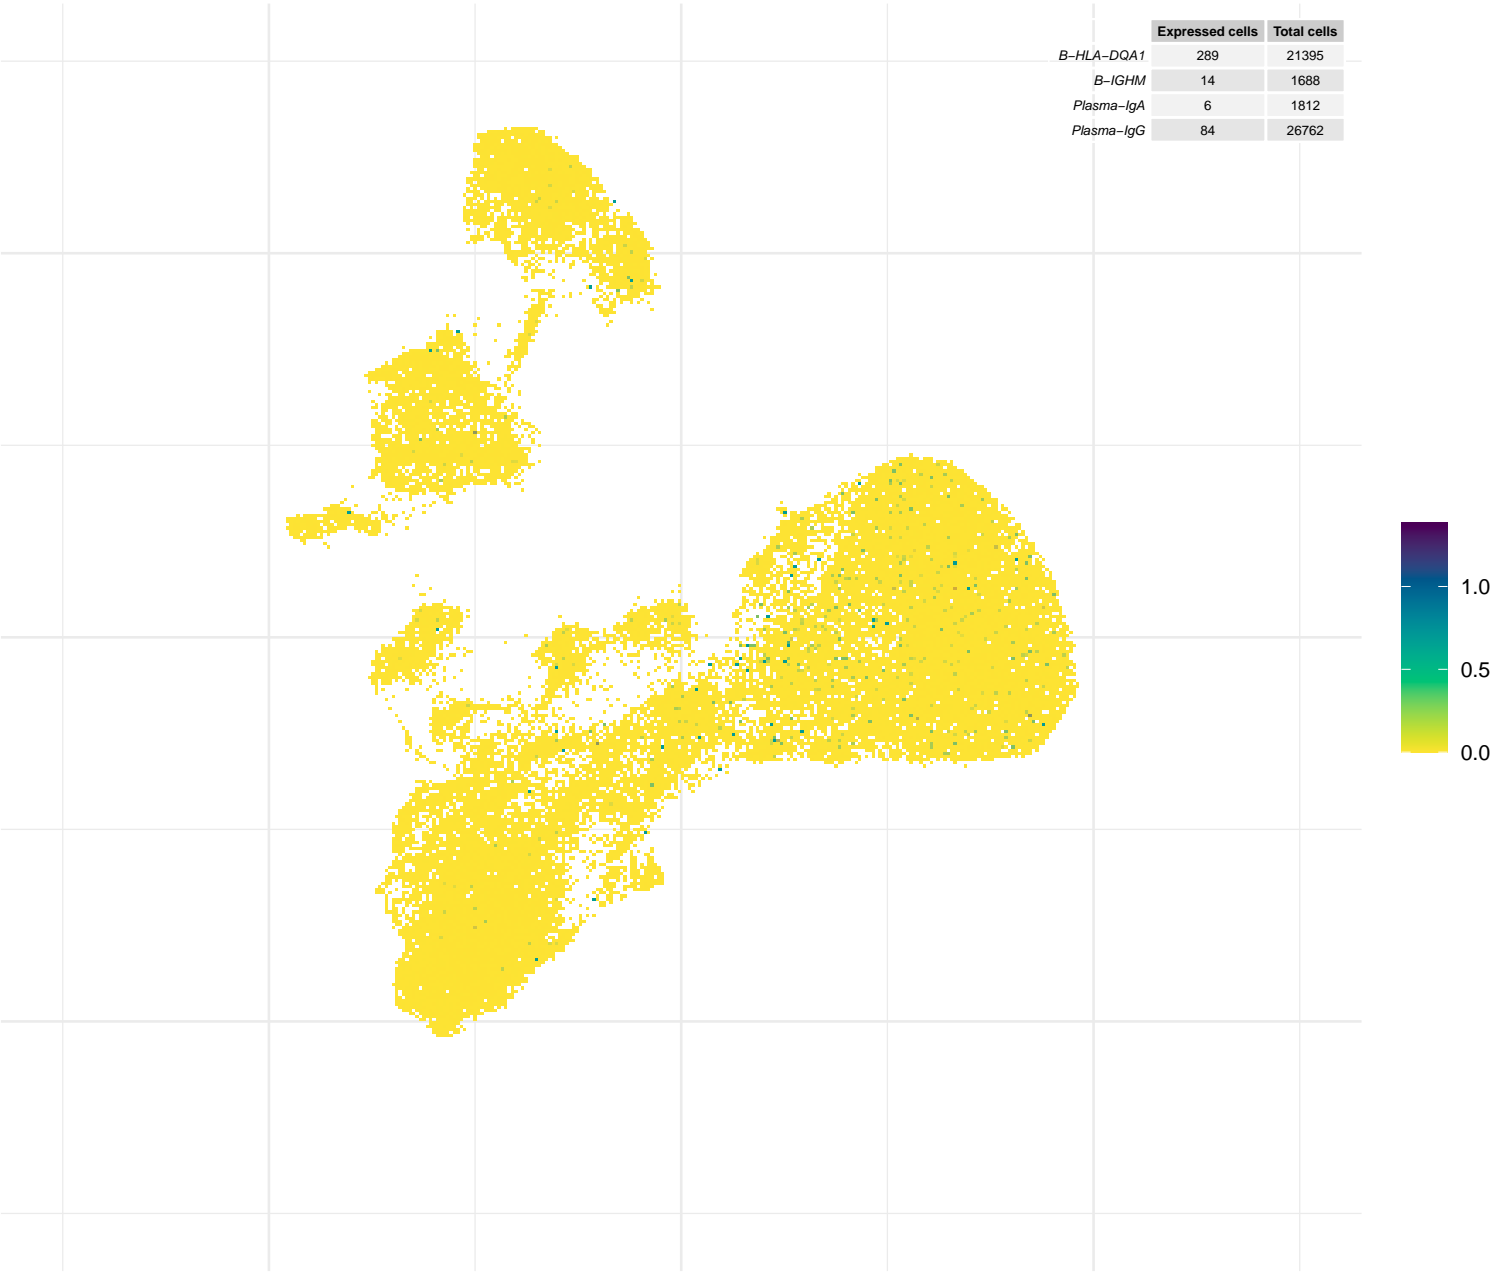 Expressed cells Total cells
B−HLA−DQA1 289 21395
B−IGHM 14 1688
Plasma−IgA 6 1812
Plasma−IgG 84 26762
1.0
0.5
0.0